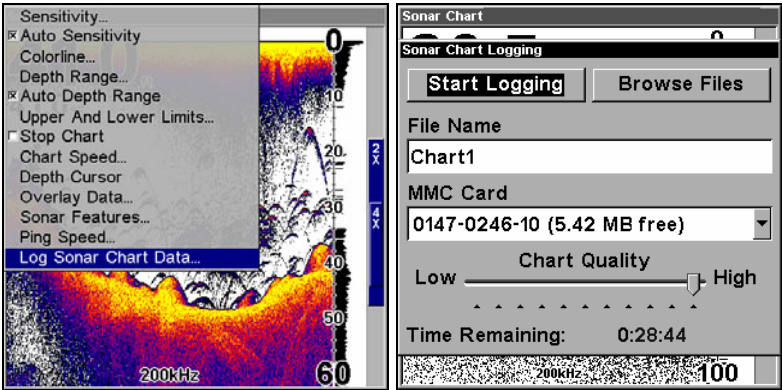 Sensitivity...
Auto Sensitivity
Colorline...
Depth Range...
Auto Depth Range
Upper And Lower Limits...
Stop Chart
Chart Speed...
Depth Cursor
Overlay Data...
Sonar Features...
Ping Speed...
Log Sonar Chart Data...
0
10
20
30
40
50
60
2X
4X
200kHz
Sonar Chart
Sonar Chart Logging
Start Logging
Browse Files
File Name
Chart1
MMC Card
0147-0246-10 (5.42 MB free)
Chart Quality
Low
High
Time Remaining: 0:28:44
200kHz
100